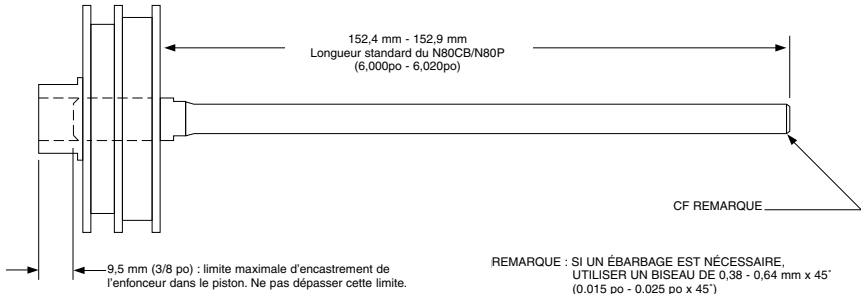 152,4 mm - 152,9 mm
Longueur standard du N80CB/N80P
(6,000po - 6,020po)
CF REMARQUE
9,5 mm (3/8 po) : limite maximale d'encastrement de
l'enfonceur dans le piston. Ne pas dépasser cette limite.
REMARQUE : SI UN ÉBARBAGE EST NÉCESSAIRE,
UTILISER UN BISEAU DE 0,38 - 0,64 mm x 45˚
(0.015 po - 0.025 po x 45˚)